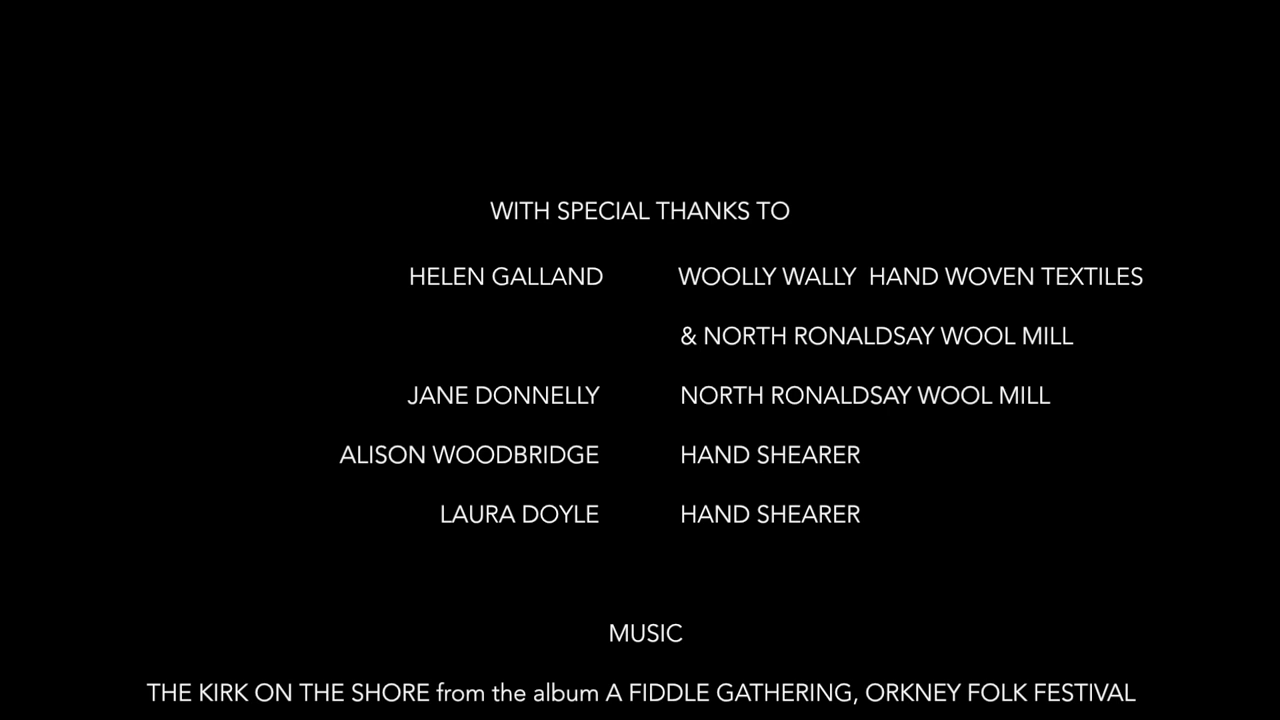 WITH SPECIAL THANKS TO
HELEN GALLAND WOOLLY WALLY HAND WOVEN TEXTILES
& NORTH RONALDSAY WOOL MILL
JANE DONNELLY NORTH RONALDSAY WOOL MILL
ALISON WOODBRIDGE HAND SHEARER
LAURA DOYLE HAND SHEARER
MUSIC
THE KIRK ON THE SHORE from the album A FIDDLE GATHERING, ORKNEY FOLK FESTIVAL